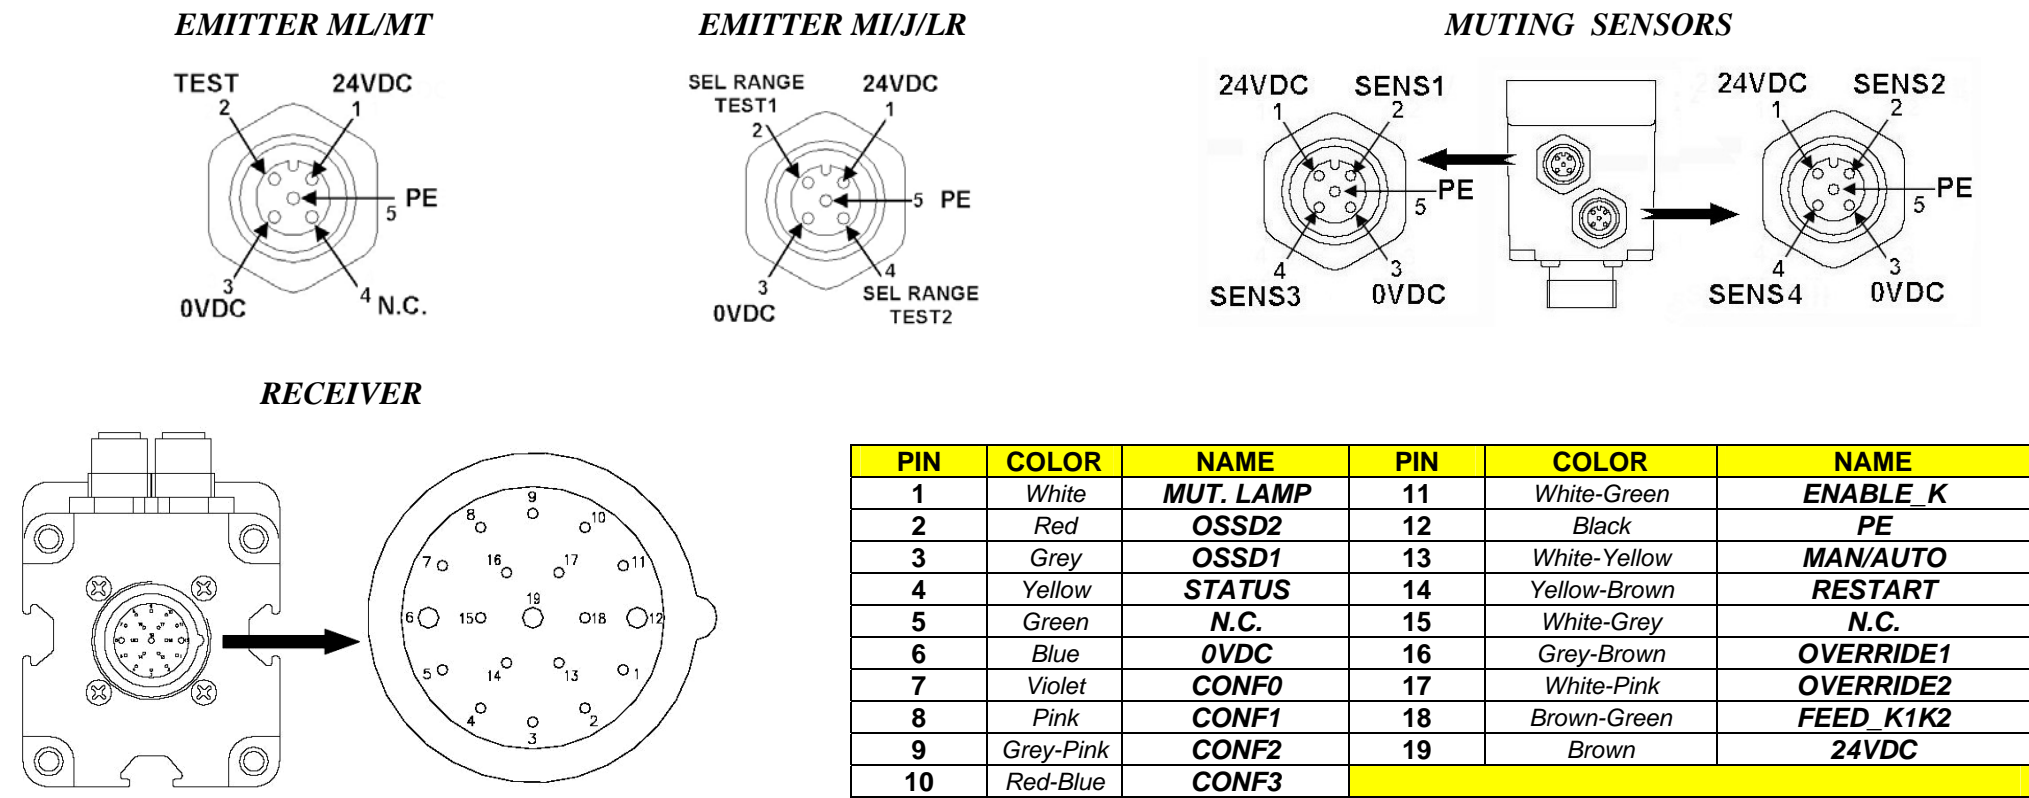 EMITTER ML/MT
TEST
24VDC
2
1
PE
5
3
0VDC
4
N.C.
EMITTER MI/J/LR
SEL RANGE
TEST1
24VDC
2
1
5
PE
3
0VDC
4
SEL RANGE
TEST2
MUTING SENSORS
24VDC
SENS1
1
2
PE
5
4
3
SENS3
0VDC
24VDC
SENS2
1
2
PE
5
4
3
SENS4
0VDC
RECEIVER
9
8
10
7
16
17
11
19
6
15
18
12
5
14
13
1
4
2
3
PIN COLOR NAME PIN COLOR NAME
1 White MUT. LAMP 11 White-Green ENABLE_K
2 Red OSSD2 12 Black PE
3 Grey OSSD1 13 White-Yellow MAN/AUTO
4 Yellow STATUS 14 Yellow-Brown RESTART
5 Green N.C. 15 White-Grey N.C.
6 Blue 0VDC 16 Grey-Brown OVERRIDE1
7 Violet CONF0 17 White-Pink OVERRIDE2
8 Pink CONF1 18 Brown-Green FEED_K1K2
9 Grey-Pink CONF2 19 Brown 24VDC
10 Red-Blue CONF3